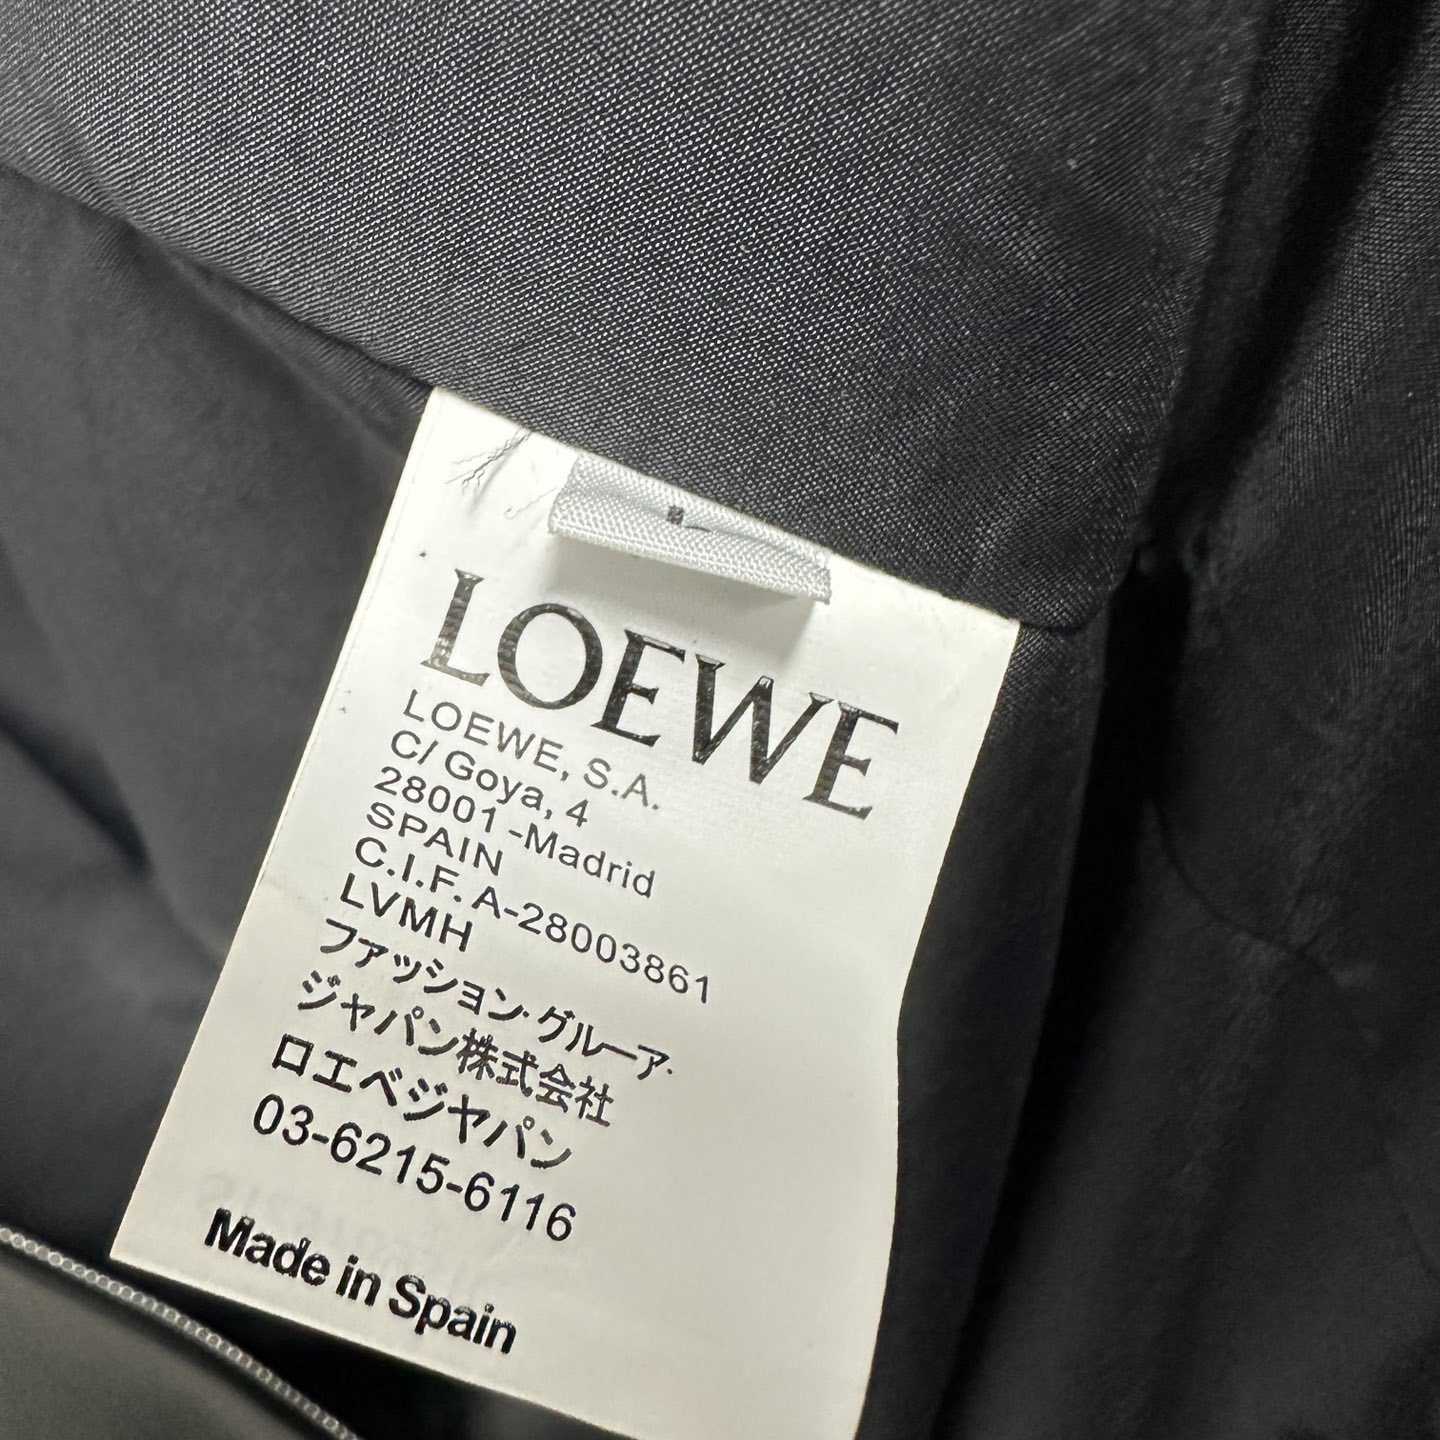 L
LOEWE
LOEWE, S.A.
C/ Goya, 4
28001 -Madrid
SPAIN
C.I.F. A-28003861
LVMH
ファッション·グループ·
ジャパン株式会社
ロエベジャパン
03-6215-6116
Made in Spain